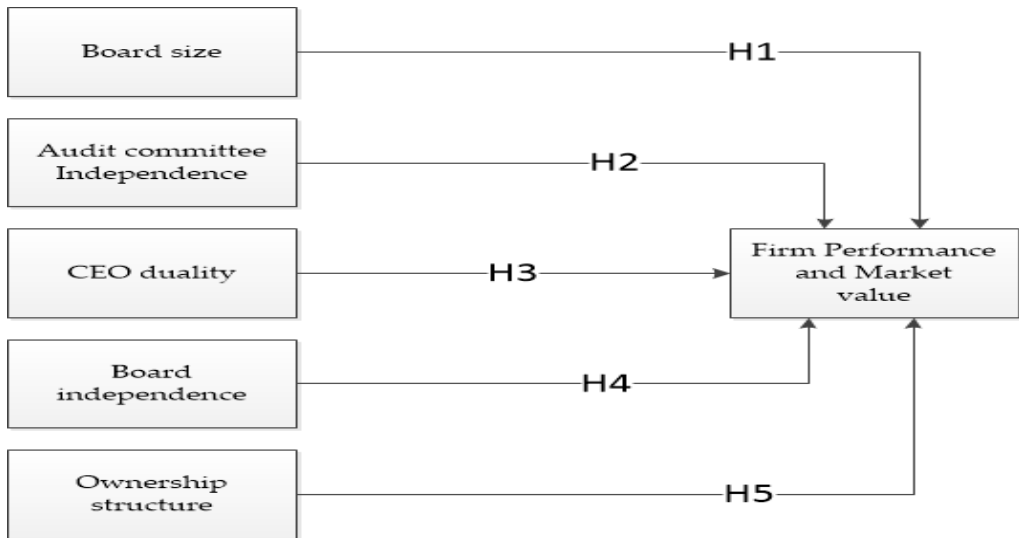 Board size
H1
Audit committee
Independence
H2
CEO duality
H3
Firm Performance
and Market
value
Board
independence
H4
Ownership
structure
H5